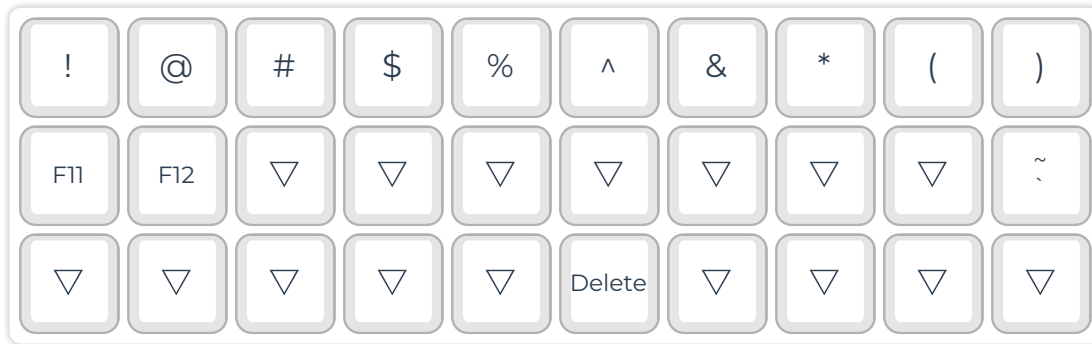 ! @ # $ % ^ & * ( )
F11 F12 ▽ ▽ ▽ ▽ ▽ ▽ ▽ ~
`
▽ ▽ ▽ ▽ ▽ Delete ▽ ▽ ▽ ▽